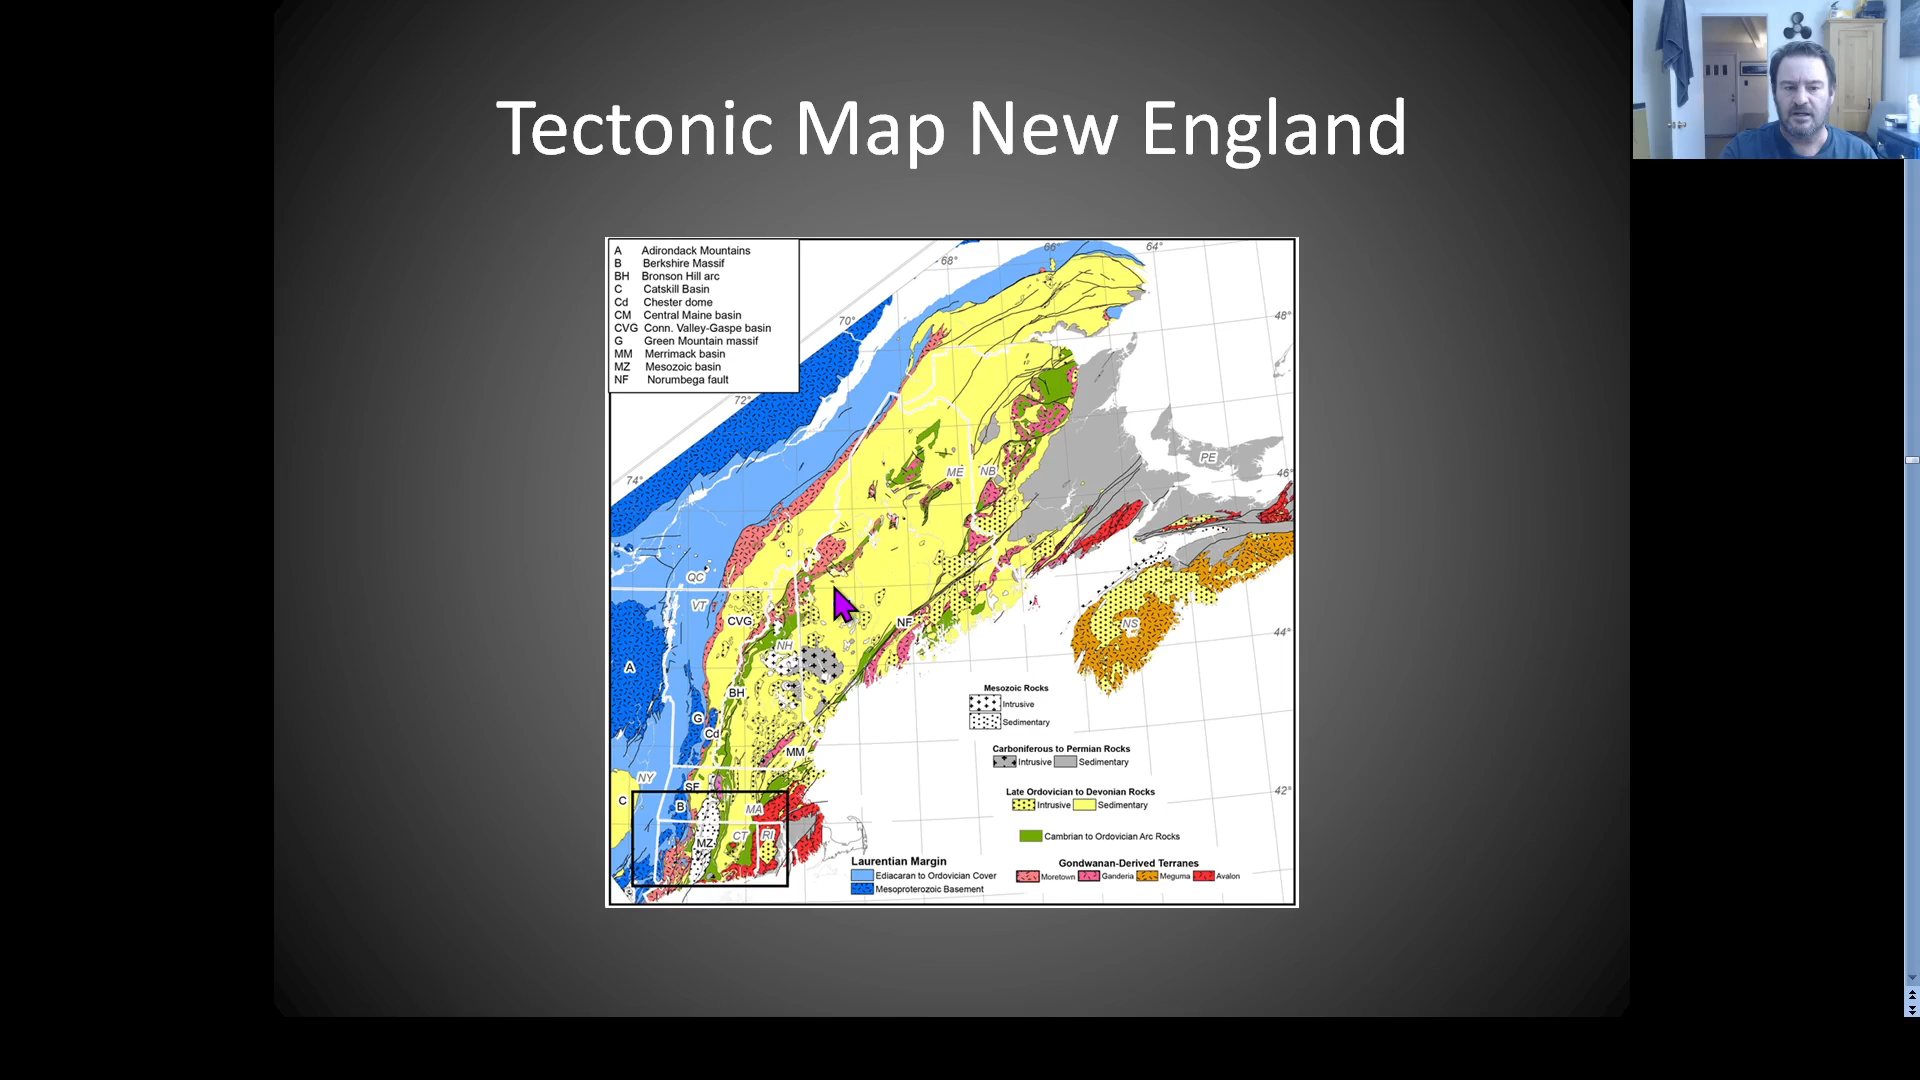 Tectonic Map New England
A Adirondack Mountains
B Berkshire Massif
BH Bronson Hill arc
C Catskill Basin
Cd Chester dome
CM Central Maine basin
CVG Conn. Valley-Gaspe basin
G Green Mountain massif
MM Merrimack basin
MZ Mesozoic basin
NF Norumbega fault
66°
64°
68°
70°
48°
72°
PE
ME
NB
46°
74°
QC
VT
CVG
NF
NS
44°
NH
A
BH
G
Cd
MM
NY
SF
42°
C
B
MA
CT
RI
MZ
Mesozoic Rocks
Intrusive
Sedimentary
Carboniferous to Permian Rocks
Intrusive Sedimentary
Late Ordovician to Devonian Rocks
Intrusive Sedimentary
Cambrian to Ordovician Arc Rocks
Laurentian Margin
Ediacaran to Ordovician Cover
Mesoproterozoic Basement
Gondwanan-Derived Terranes
Moretown Ganderia Meguma Avalon